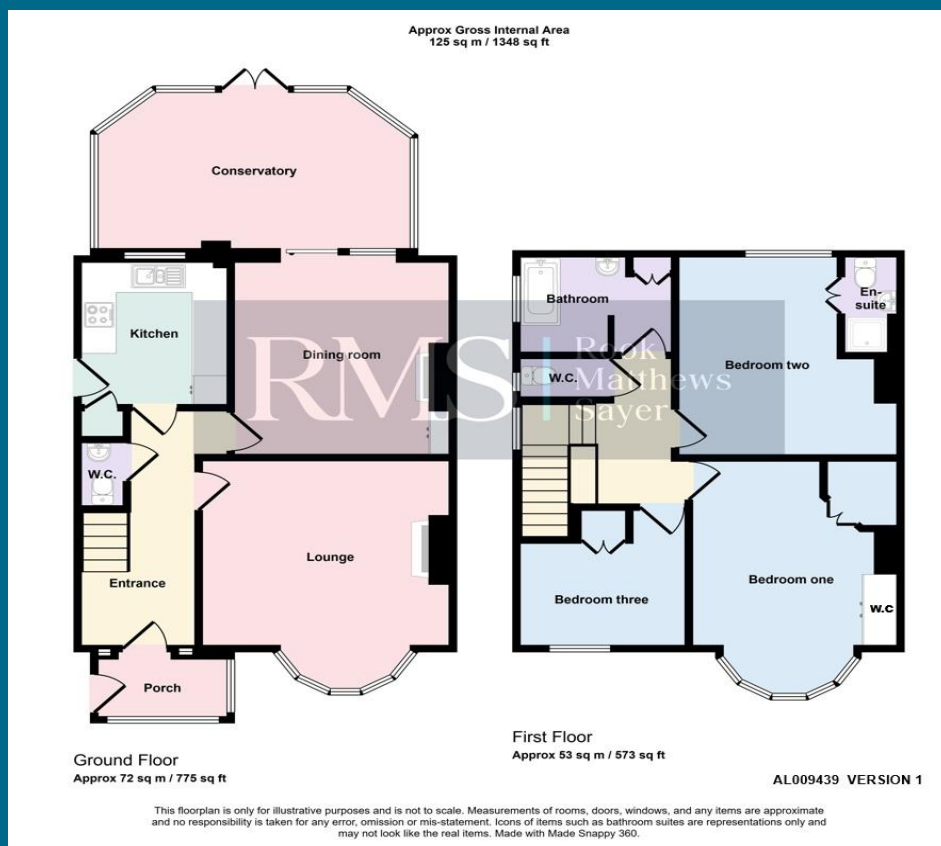 Approx Gross Internal Area
125 sq m / 1348 sq ft
Conservatory
Kitchen
Dining room
W.C.
Lounge
Entrance
Porch
Bathroom
En-
suite
Bedroom two
W.C.
Bedroom one
Bedroom three
W.C
RMS
Rook
Matthews
Sayer
Ground Floor
Approx 72 sq m / 775 sq ft
First Floor
Approx 53 sq m / 573 sq ft
AL009439 VERSION 1
This floorplan is only for illustrative purposes and is not to scale. Measurements of rooms, doors, windows, and any items are approximate
and no responsibility is taken for any error, omission or mis-statement. Icons of items such as bathroom suites are representations only and
may not look like the real items. Made with Made Snappy 360.